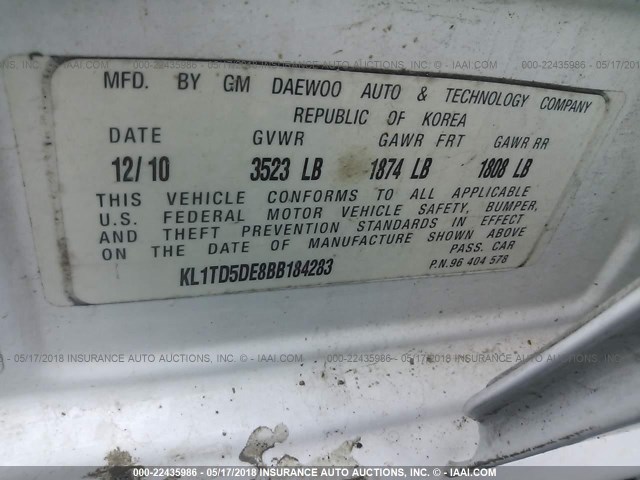 MFD. BY GM DAEWOO AUTO & TECHNOLOGY COMPANY
REPUBLIC OF KOREA
DATE GVWR GAWR FRT GAWR RR
12/10 3523 LB 1874 LB 1808 LB
THIS VEHICLE CONFORMS TO ALL APPLICABLE
U.S. FEDERAL MOTOR VEHICLE SAFETY, BUMPER,
AND THEFT PREVENTION STANDARDS IN EFFECT
ON THE DATE OF MANUFACTURE SHOWN ABOVE
PASS. CAR
KL1TD5DE8BB184283 P.N.96 404 578
000-22435986 - 05/17/2018 INSURANCE AUTO AUCTIONS, INC. - © IAAI.COM